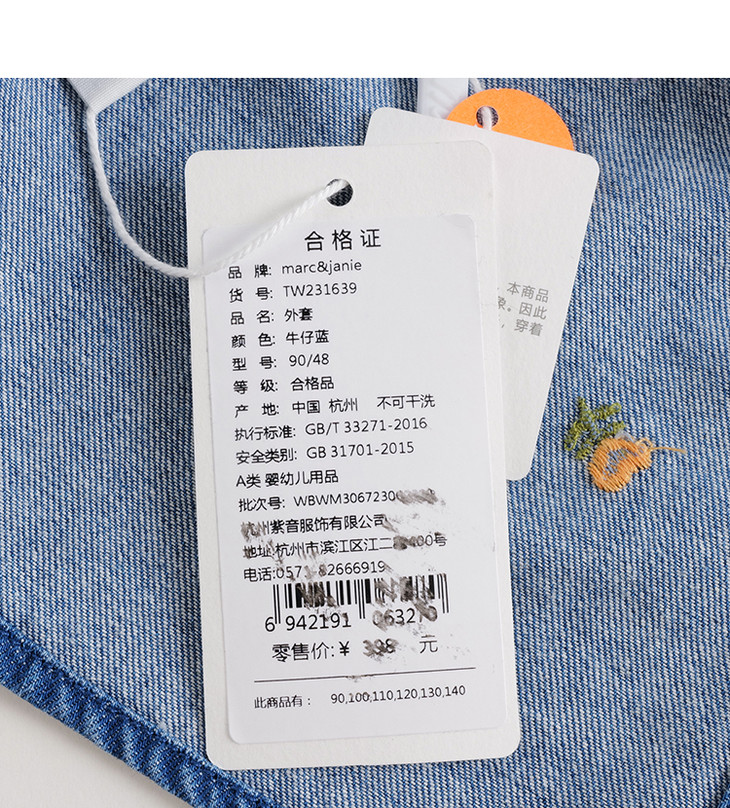 合格证
品 牌: marc&janie
货 号: TW231639
品 名: 外套
颜 色: 牛仔蓝
型 号: 90/48
等 级: 合格品
产 地: 中国 杭州 不可干洗
执行标准: GB/T 33271-2016
安全类别: GB 31701-2015
A类 婴幼儿用品
批次号:
杭州紫音服饰有限公司
地址:杭州市滨江区江二
电话:
6 942191
零售价:¥ 元
此商品有: 90,100,110,120,130,140
本商品
因此
穿着